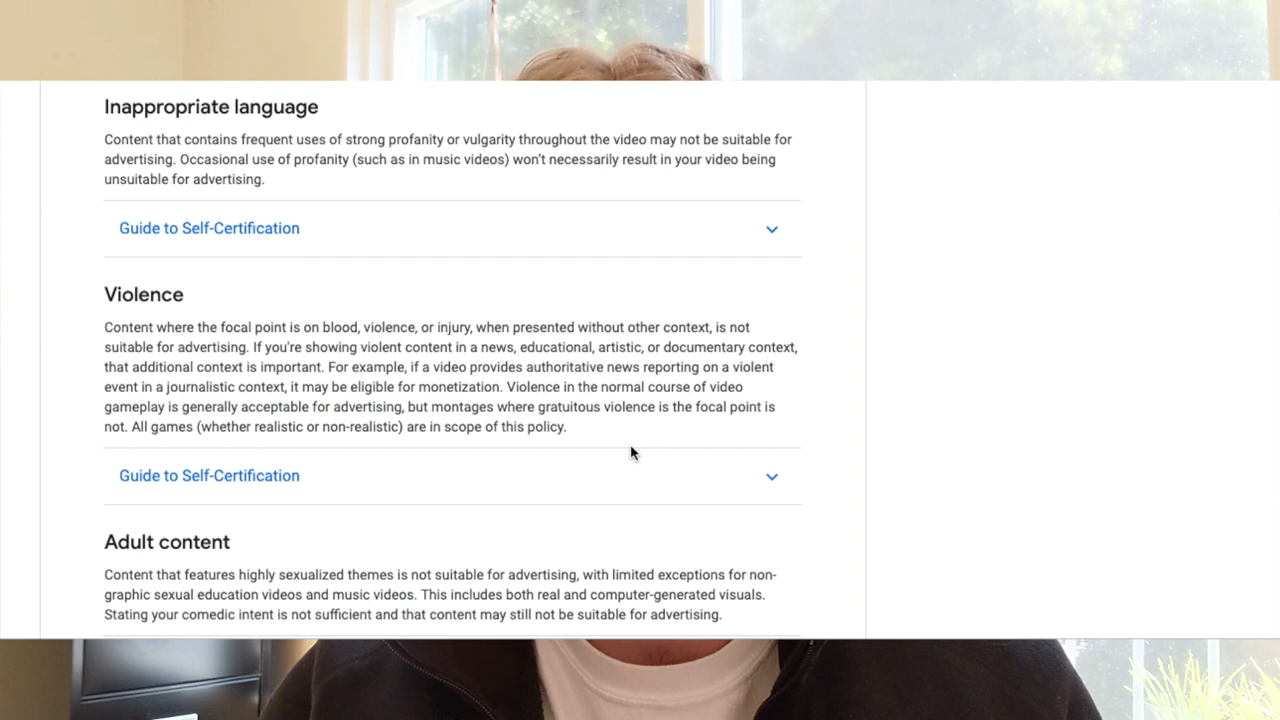 Inappropriate language
Content that contains frequent uses of strong profanity or vulgarity throughout the video may not be suitable for
advertising. Occasional use of profanity (such as in music videos) won't necessarily result in your video being
unsuitable for advertising.
Guide to Self-Certification
Violence
Content where the focal point is on blood, violence, or injury, when presented without other context, is not
suitable for advertising. If you're showing violent content in a news, educational, artistic, or documentary context,
that additional context is important. For example, if a video provides authoritative news reporting on a violent
event in a journalistic context, it may be eligible for monetization. Violence in the normal course of video
gameplay is generally acceptable for advertising, but montages where gratuitous violence is the focal point is
not. All games (whether realistic or non-realistic) are in scope of this policy.
Guide to Self-Certification
Adult content
Content that features highly sexualized themes is not suitable for advertising, with limited exceptions for non-
graphic sexual education videos and music videos. This includes both real and computer-generated visuals.
Stating your comedic intent is not sufficient and that content may still not be suitable for advertising.